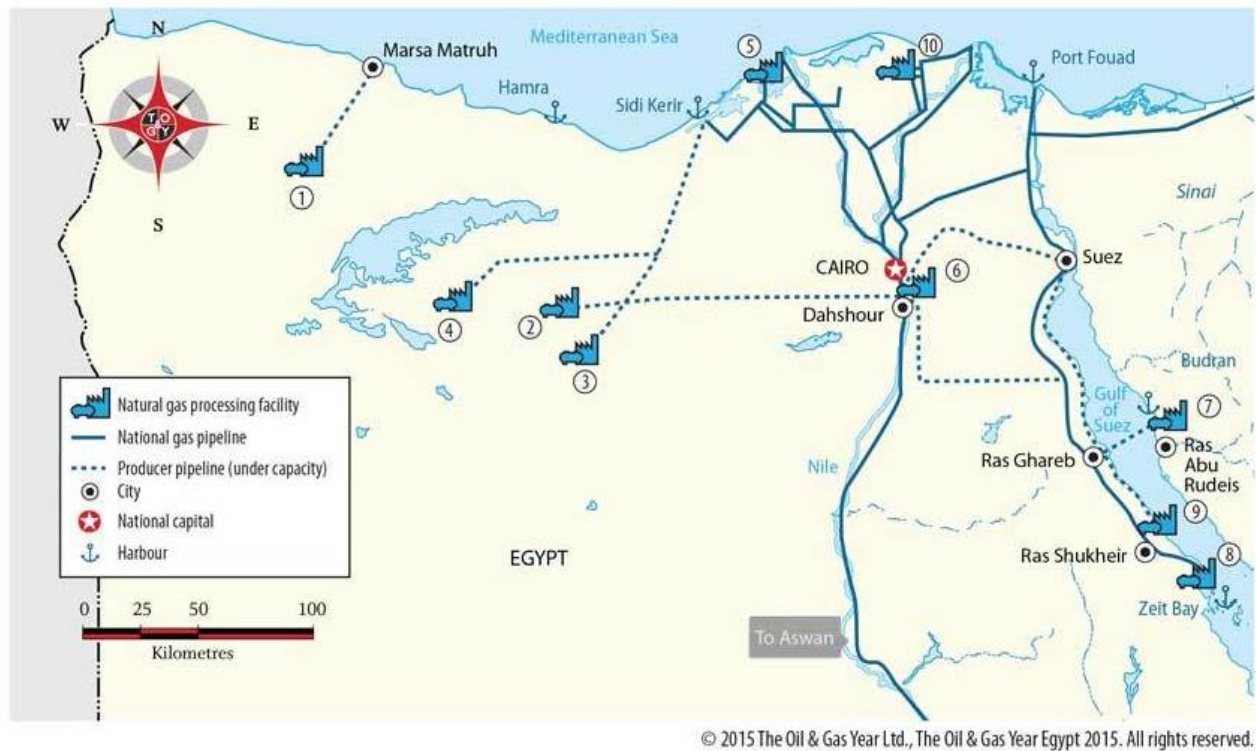 N
Mediterranean Sea
5
10
Marsa Matruh
Port Fouad
Hamra
Sidi Kerir
W
TO
GY
E
1
Sinai
S
CAIRO
6
Suez
4
2
Dahshour
3
Budran
Natural gas processing facility
National gas pipeline
Producer pipeline (under capacity)
City
National capital
Harbour
Gulf
of
Suez
7
Nile
Ras Ghareb
Ras
Abu
Rudeis
9
EGYPT
Ras Shukheir
8
Zeit Bay
0 25 50 100
Kilometres
To Aswan
© 2015 The Oil & Gas Year Ltd., The Oil & Gas Year Egypt 2015. All rights reserved.